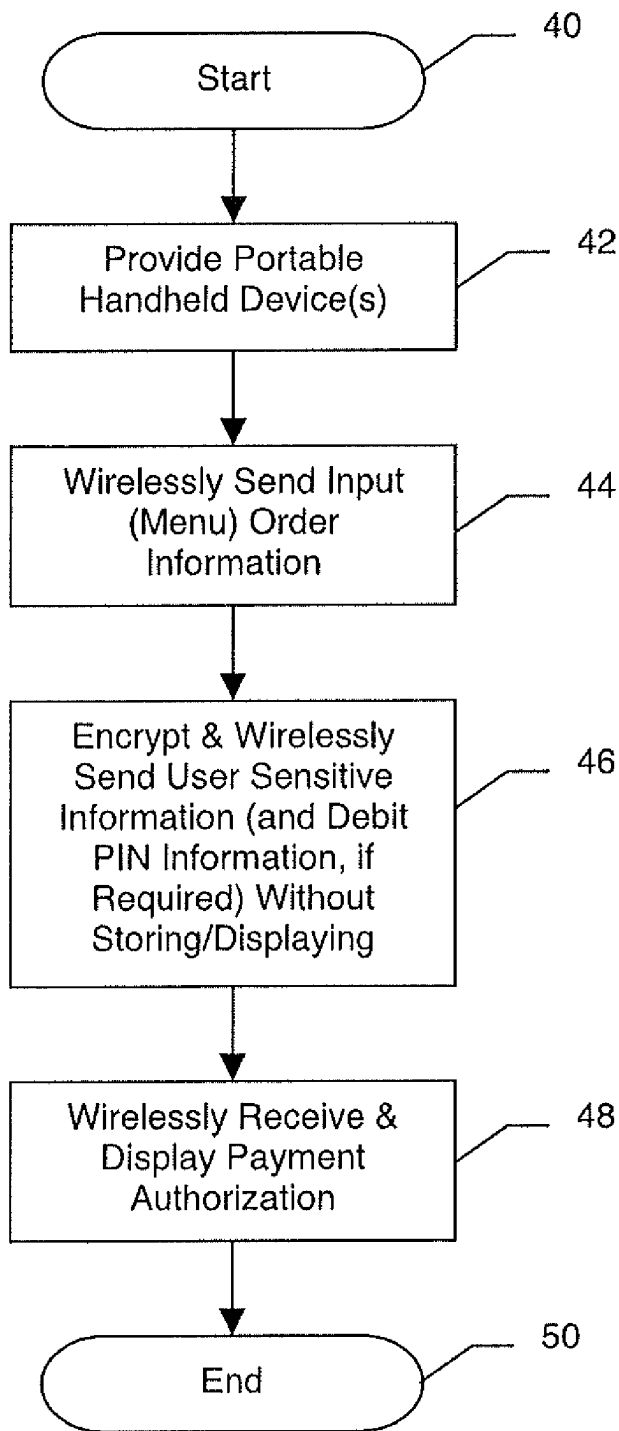 40
Start
42
Provide Portable
Handheld Device(s)
44
Wirelessly Send Input
(Menu) Order
Information
Encrypt & Wirelessly
Send User Sensitive
46
Information (and Debit
PIN Information, if
Required) Without
Storing/Displaying
Wirelessly Receive &
48
Display Payment
Authorization
50
End